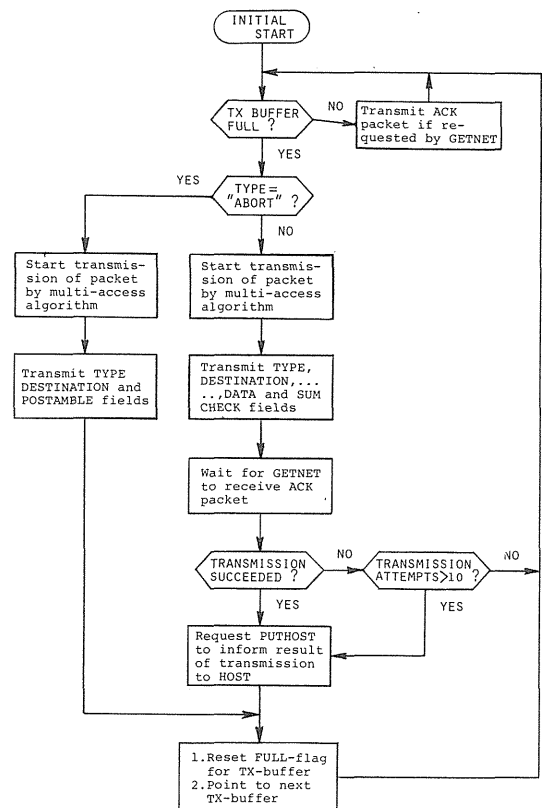 INITIAL
START
TX BUFFER
FULL ?
NO
Transmit ACK
packet if re-
quested by GETNET
YES
YES
TYPE=
"ABORT" ?
NO
Start transmis-
sion of packet
by multi-access
algorithm
Start transmis-
sion of packet
by multi-access
algorithm
Transmit TYPE
DESTINATION and
POSTAMBLE fields
Transmit TYPE,
DESTINATION,...
..,DATA and SUM
CHECK fields
Wait for GETNET
to receive ACK
packet
TRANSMISSION
SUCCEEDED ?
NO
TRANSMISSION
ATTEMPTS>10 ?
NO
YES
YES
Request PUTHOST
to inform result
of transmission
to HOST
1.Reset FULL-flag
for TX-buffer
2.Point to next
TX-buffer